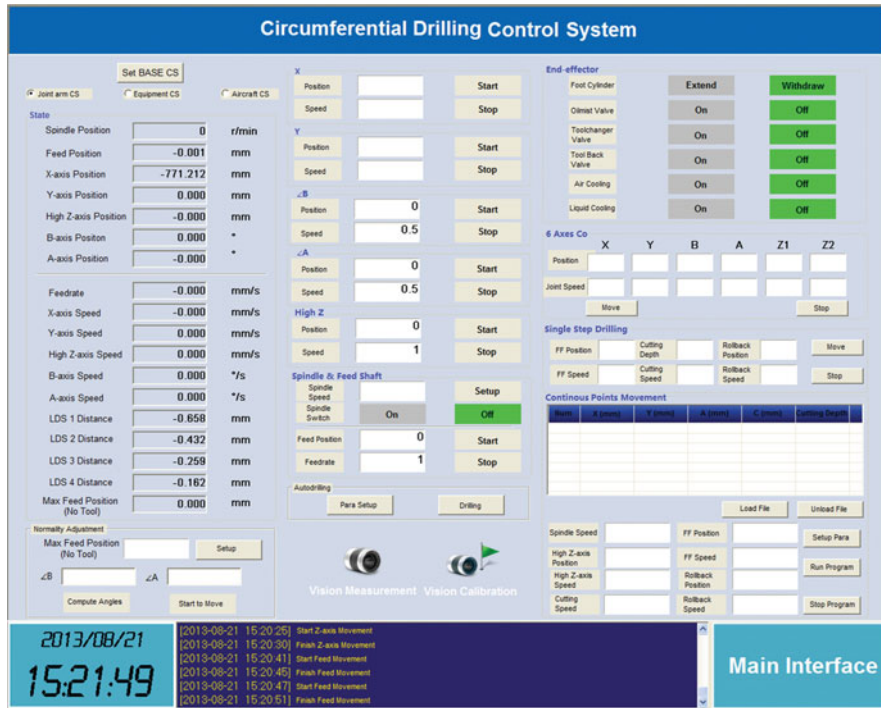 Circumferential Drilling Control System
Set BASE CS
Joint arm CS Equipment CS Aircraft CS
State
Spindle Position 0 r/min
Feed Position -0.001 mm
X-axis Position -771.212 mm
Y-axis Position 0.000 mm
High Z-axis Position -0.000 mm
B-axis Positon 0.000 °
A-axis Position -0.000 °
Feedrate -0.000 mm/s
X-axis Speed -0.000 mm/s
Y-axis Speed 0.000 mm/s
High Z-axis Speed 0.000 mm/s
B-axis Speed 0.000 °/s
A-axis Speed 0.000 °/s
LDS 1 Distance -0.658 mm
LDS 2 Distance -0.432 mm
LDS 3 Distance -0.259 mm
LDS 4 Distance -0.162 mm
Max Feed Position
(No Tool) 0.000 mm
Normality Adjustment
Max Feed Position
(No Tool) Setup
∠B ∠A
Compute Angles Start to Move
X
Position Start
Speed Stop
Y
Position Start
Speed Stop
∠B
Position 0 Start
Speed 0.5 Stop
∠A
Position 0 Start
Speed 0.5 Stop
High Z
Position 0 Start
Speed 1 Stop
Spindle & Feed Shaft
Spindle
Speed Setup
Spindle
Switch On Off
Feed Position 0 Start
Feedrate 1 Stop
Autodrilling
Para Setup Drilling
Vision Measurement Vision Calibration
End-effector
Foot Cylinder Extend Withdraw
Oilmist Valve On Off
Toolchanger
Valve On Off
Tool Back
Valve On Off
Air Cooling On Off
Liquid Cooling On Off
6 Axes Co
X Y B A Z1 Z2
Position
Joint Speed
Move Stop
Single Step Drilling
FF Position Cutting
Depth Rollback
Position Move
FF Speed Cutting
Speed Rollback
Speed Stop
Continous Points Movement
Num X (mm) Y (mm) A (mm) C (mm) Cutting Depth
Load File Unload File
Spindle Speed FF Position Setup Para
High Z-axis
Position FF Speed Run Program
High Z-axis
Speed Rollback
Position
Cutting
Speed Rollback
Speed Stop Program
2013/08/21
15:21:49
[2013-08-21 15:20:25] Start Z-axis Movement
[2013-08-21 15:20:30] Finish Z-axis Movement
[2013-08-21 15:20:41] Start Feed Movement
[2013-08-21 15:20:45] Finish Feed Movement
[2013-08-21 15:20:47] Start Feed Movement
[2013-08-21 15:20:51] Finish Feed Movement
Main Interface